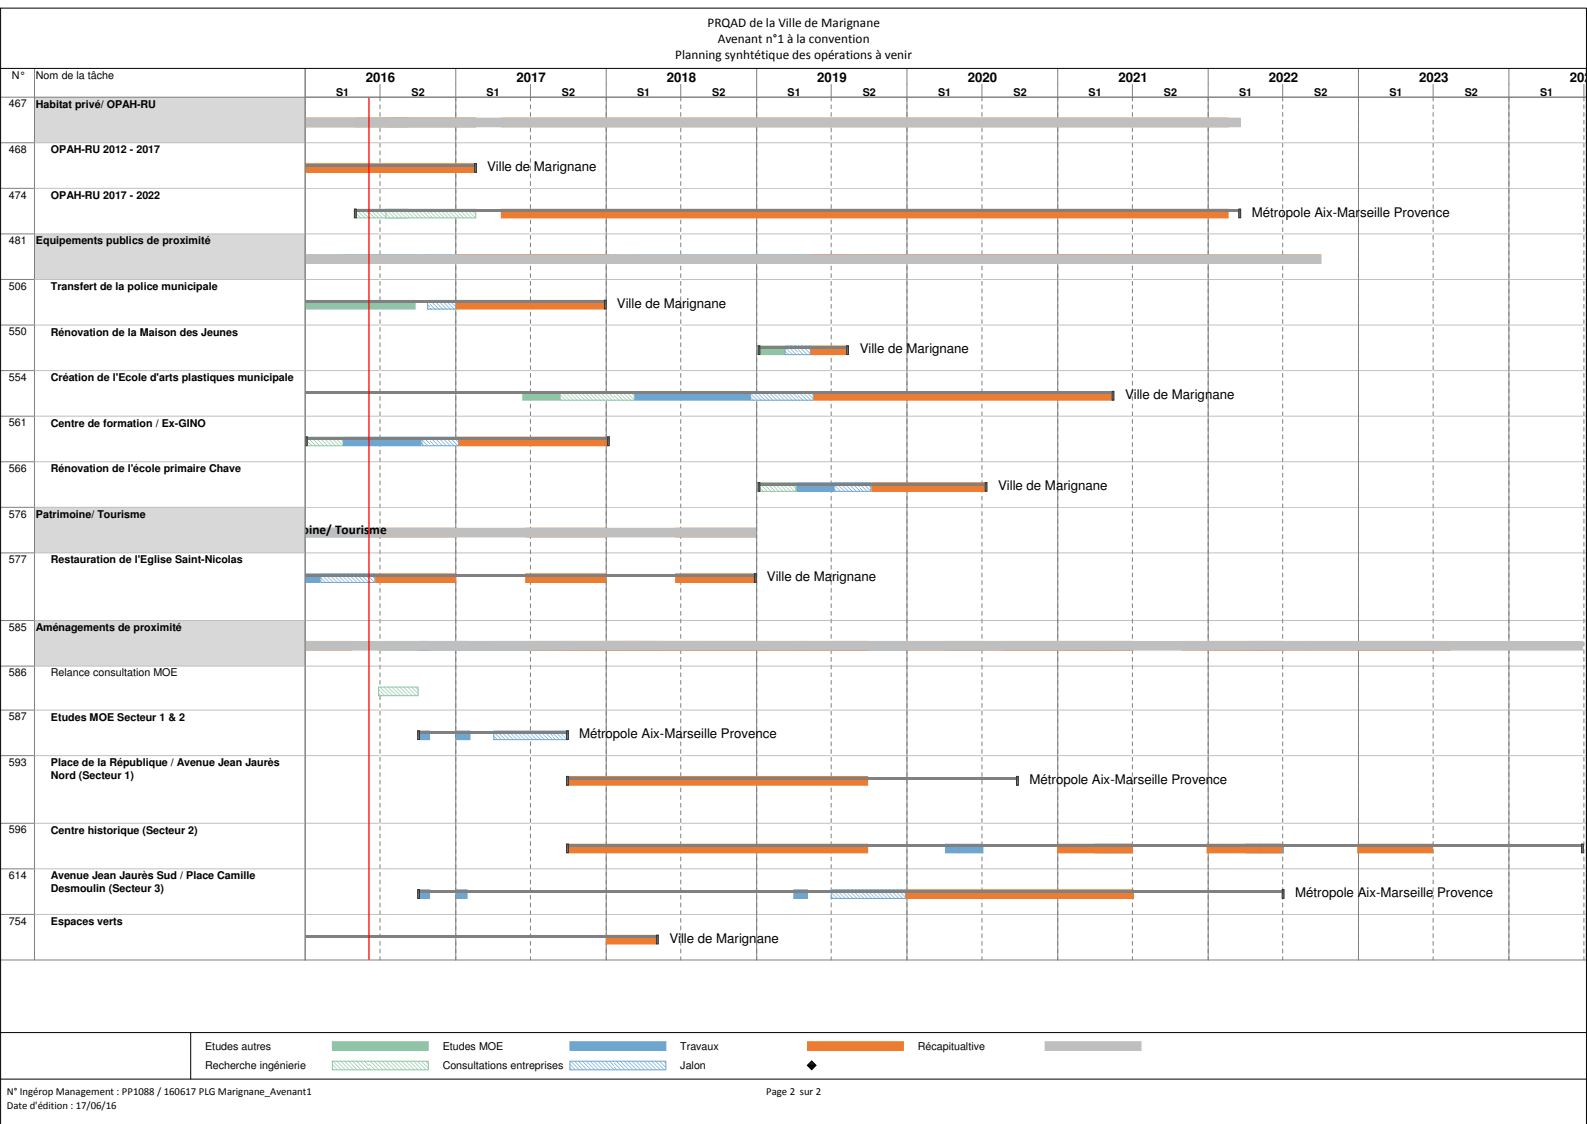 PRQAD de la Ville de Marignane
Avenant n°1 à la convention
Planning synhtétique des opérations à venir
N° Nom de la tâche 2016 2017 2018 2019 2020 2021 2022 2023 202
S1 S2 S1 S2 S1 S2 S1 S2 S1 S2 S1 S2 S1 S2 S1 S2 S1
467 Habitat privé/ OPAH-RU
468 OPAH-RU 2012 - 2017
Ville de Marignane
474 OPAH-RU 2017 - 2022
Métropole Aix-Marseille Provence
481 Equipements publics de proximité
506 Transfert de la police municipale
Ville de Marignane
550 Rénovation de la Maison des Jeunes
Ville de Marignane
554 Création de l'Ecole d'arts plastiques municipale
Ville de Marignane
561 Centre de formation / Ex-GINO
566 Rénovation de l'école primaire Chave
Ville de Marignane
576 Patrimoine/ Tourisme
oine/ Tourisme
577 Restauration de l'Eglise Saint-Nicolas
Ville de Marignane
585 Aménagements de proximité
586 Relance consultation MOE
587 Etudes MOE Secteur 1 & 2
Métropole Aix-Marseille Provence
593 Place de la République / Avenue Jean Jaurès
Nord (Secteur 1)
Métropole Aix-Marseille Provence
596 Centre historique (Secteur 2)
614 Avenue Jean Jaurès Sud / Place Camille
Desmoulin (Secteur 3)
Métropole Aix-Marseille Provence
754 Espaces verts
Ville de Marignane
Etudes autres Etudes MOE Travaux Récapitualtive
Recherche ingénierie Consultations entreprises Jalon
N° Ingérop Management : PP1088 / 160617 PLG Marignane_Avenant1 Page 2 sur 2
Date d'édition : 17/06/16